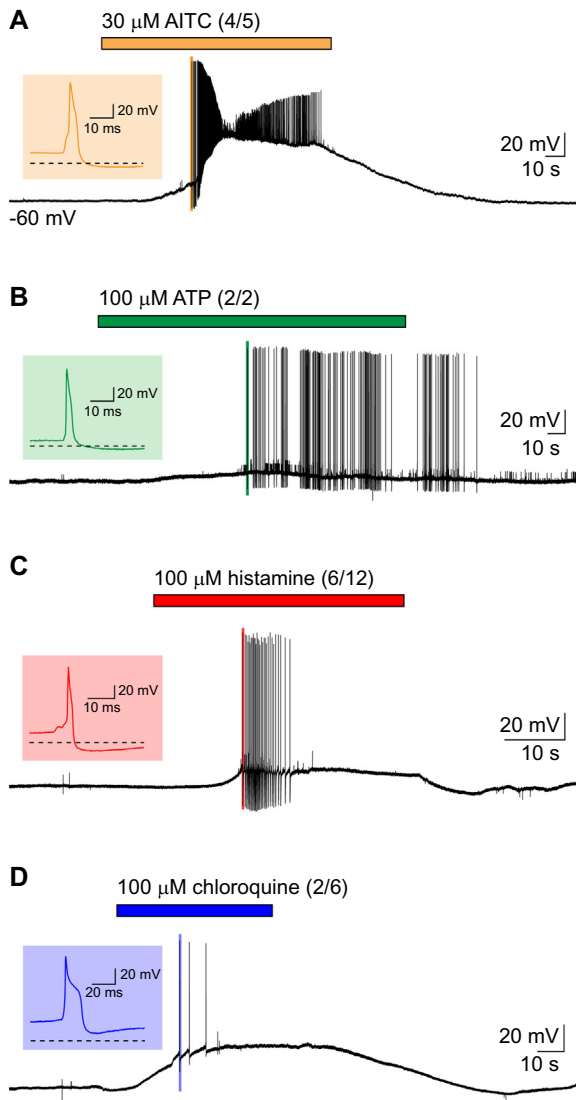 A
30 μM AITC (4/5)
20 mV
10 ms
20 mV
10 s
-60 mV
B
100 μM ATP (2/2)
20 mV
10 ms
20 mV
10 s
C
100 μM histamine (6/12)
20 mV
10 ms
20 mV
10 s
D
100 μM chloroquine (2/6)
20 mV
20 ms
20 mV
10 s